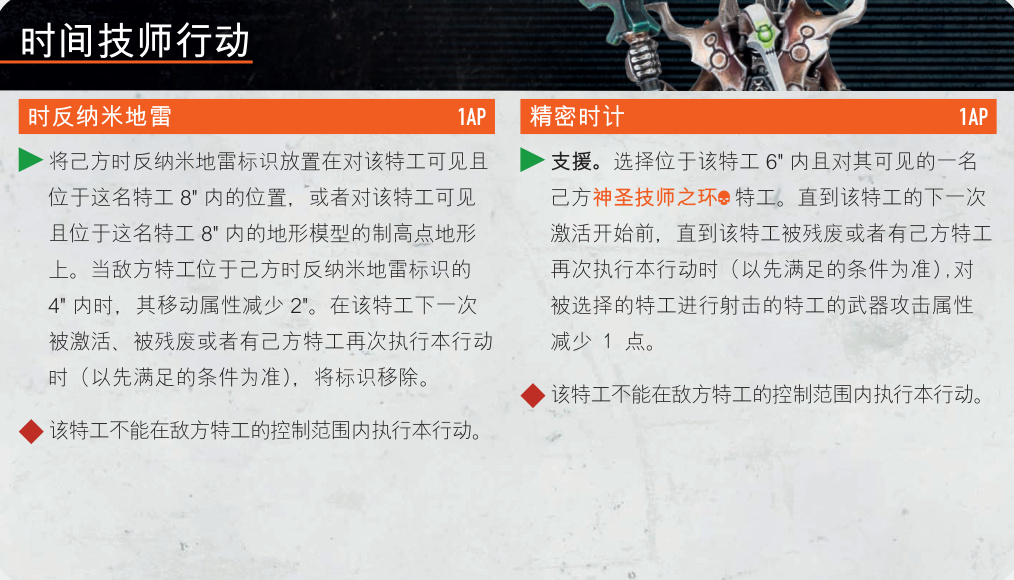 时间技师行动
时反纳米地雷 1AP
将己方时反纳米地雷标识放置在对该特工可见且
位于这名特工 8" 内的位置，或者对该特工可见
且位于这名特工 8" 内的地形模型的制高点地形
上。当敌方特工位于己方时反纳米地雷标识的
4" 内时，其移动属性减少 2"。在该特工下一次
被激活、被残废或者有己方特工再次执行本行动
时（以先满足的条件为准），将标识移除。
该特工不能在敌方特工的控制范围内执行本行动。
精密时计 1AP
支援。选择位于该特工 6" 内且对其可见的一名
己方神圣技师之环特工。直到该特工的下一次
激活开始前，直到该特工被残废或者有己方特工
再次执行本行动时（以先满足的条件为准），对
被选择的特工进行射击的特工的武器攻击属性
减少 1 点。
该特工不能在敌方特工的控制范围内执行本行动。